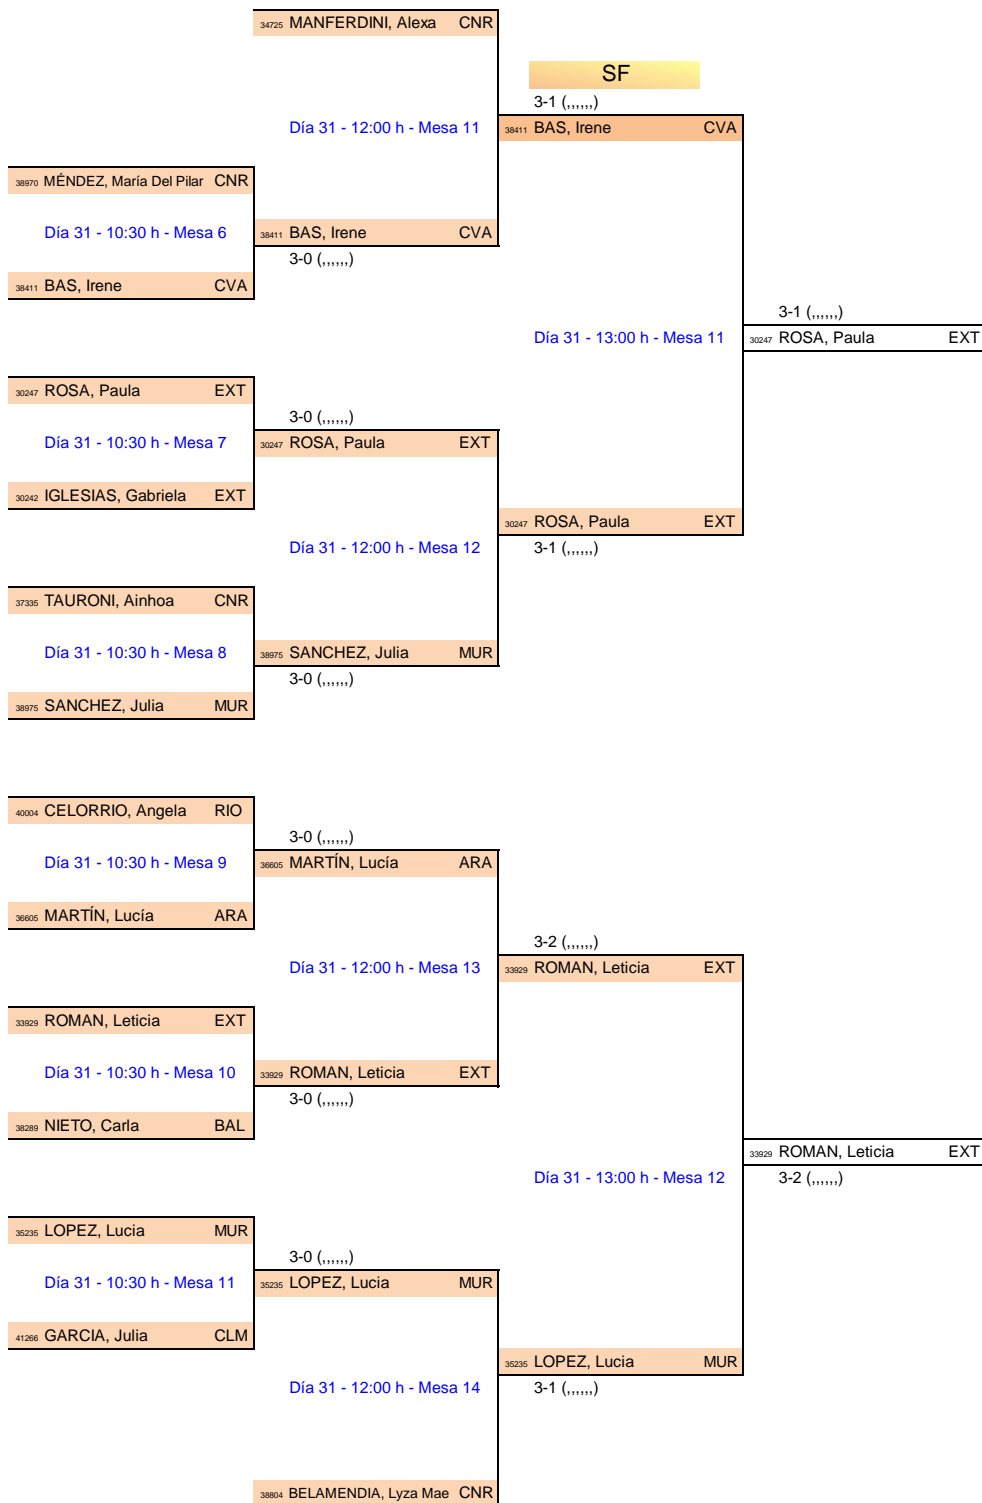 34725 MANFERDINI, Alexa CNR
SF
3-1 (,,,,,,)
Día 31 - 12:00 h - Mesa 11
38411 BAS, Irene CVA
38970 MÉNDEZ, María Del Pilar CNR
Día 31 - 10:30 h - Mesa 6
38411 BAS, Irene CVA
3-0 (,,,,,,)
38411 BAS, Irene CVA
3-1 (,,,,,,)
Día 31 - 13:00 h - Mesa 11
30247 ROSA, Paula EXT
30247 ROSA, Paula EXT
3-0 (,,,,,,)
Día 31 - 10:30 h - Mesa 7
30247 ROSA, Paula EXT
30242 IGLESIAS, Gabriela EXT
30247 ROSA, Paula EXT
Día 31 - 12:00 h - Mesa 12
3-1 (,,,,,,)
37335 TAURONI, Ainhoa CNR
Día 31 - 10:30 h - Mesa 8
38975 SANCHEZ, Julia MUR
3-0 (,,,,,,)
38975 SANCHEZ, Julia MUR
40004 CELORRIO, Angela RIO
3-0 (,,,,,,)
Día 31 - 10:30 h - Mesa 9
36605 MARTÍN, Lucía ARA
36605 MARTÍN, Lucía ARA
3-2 (,,,,,,)
Día 31 - 12:00 h - Mesa 13
33929 ROMAN, Leticia EXT
33929 ROMAN, Leticia EXT
Día 31 - 10:30 h - Mesa 10
33929 ROMAN, Leticia EXT
3-0 (,,,,,,)
38289 NIETO, Carla BAL
33929 ROMAN, Leticia EXT
Día 31 - 13:00 h - Mesa 12
3-2 (,,,,,,)
35235 LOPEZ, Lucia MUR
3-0 (,,,,,,)
Día 31 - 10:30 h - Mesa 11
35235 LOPEZ, Lucia MUR
41266 GARCIA, Julia CLM
35235 LOPEZ, Lucia MUR
Día 31 - 12:00 h - Mesa 14
3-1 (,,,,,,)
38804 BELAMENDIA, Lyza Mae CNR